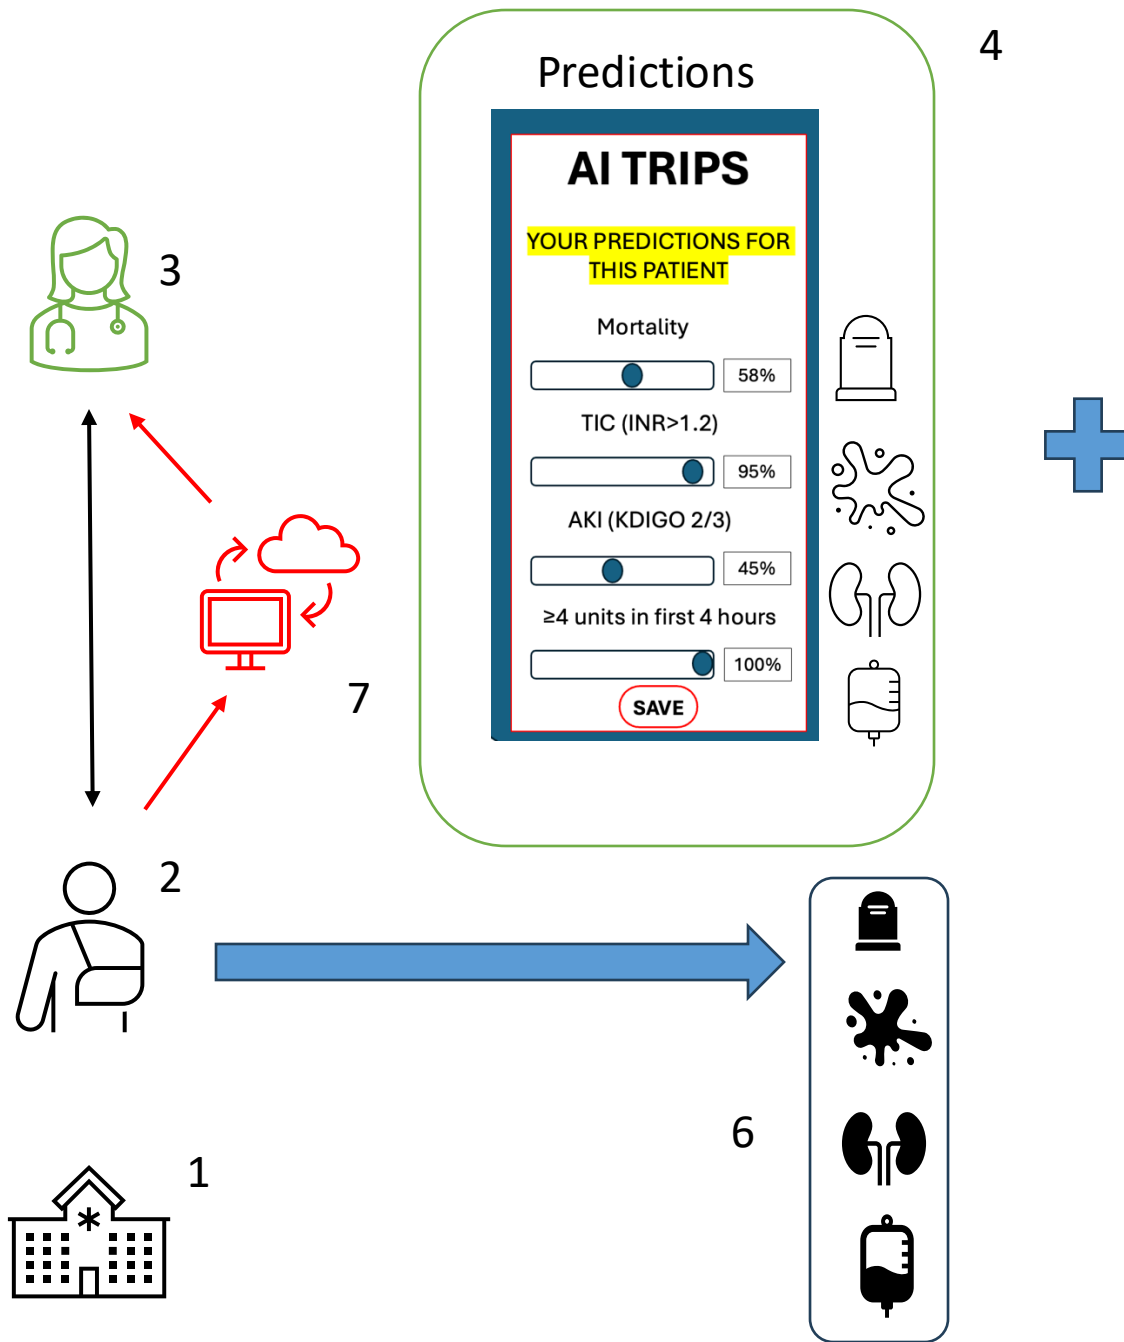 4
Predictions
AI TRIPS
YOUR PREDICTIONS FOR
THIS PATIENT
Mortality
58%
TIC (INR>1.2)
95%
AKI (KDIGO 2/3)
45%
≥4 units in first 4 hours
100%
SAVE
3
7
2
6
1